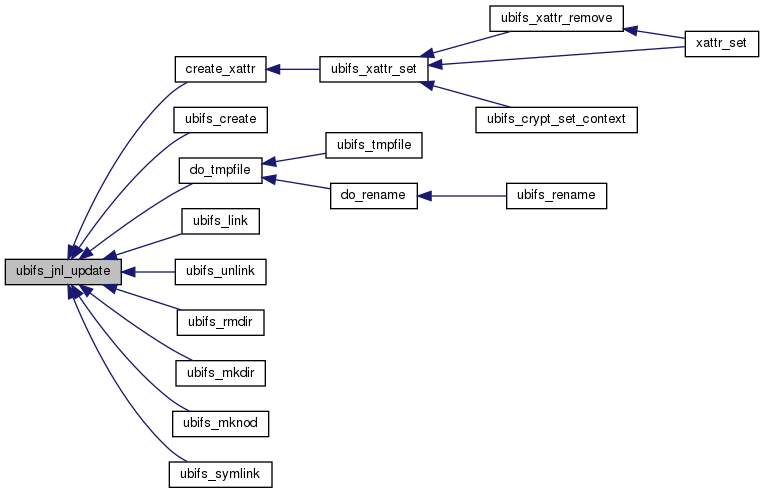 ubifs_xattr_remove
xattr_set
create_xattr
ubifs_xattr_set
ubifs_create
ubifs_crypt_set_context
ubifs_tmpfile
do_tmpfile
do_rename
ubifs_rename
ubifs_link
ubifs_jnl_update
ubifs_unlink
ubifs_rmdir
ubifs_mkdir
ubifs_mknod
ubifs_symlink